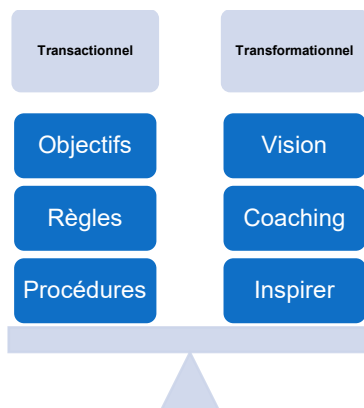 Transactionnel
Transformationnel
Objectifs
Vision
Règles
Coaching
Procédures
Inspirer